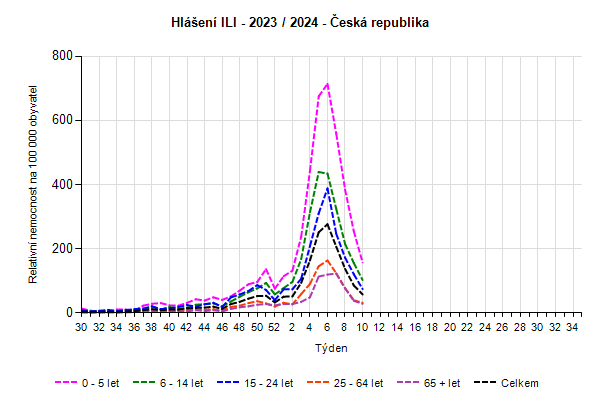 Hlášení ILI - 2023 / 2024 - Česká republika
Relativní nemocnost na 100 000 obyvatel
800
600
400
200
0
30 32 34 36 38 40 42 44 46 48 50 52 2 4 6 8 10 12 14 16 18 20 22 24 26 28 30 32 34
Týden
0 - 5 let 6 - 14 let 15 - 24 let 25 - 64 let 65 + let Celkem